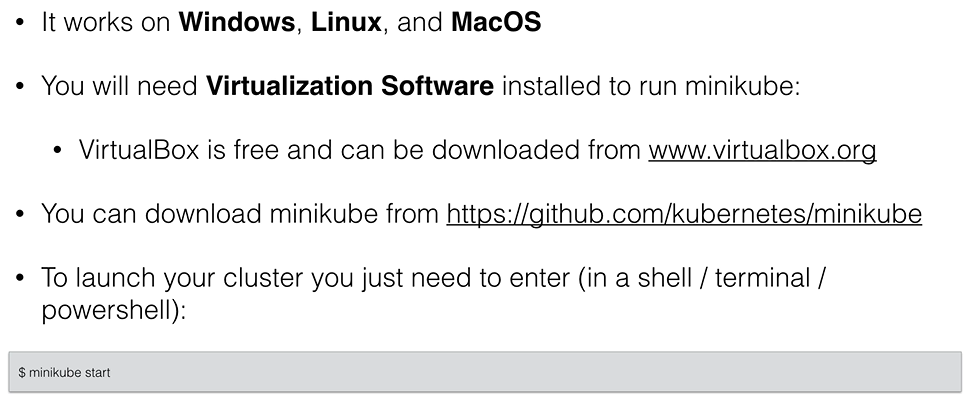 • It works on Windows, Linux, and MacOS
• You will need Virtualization Software installed to run minikube:
• VirtualBox is free and can be downloaded from www.virtualbox.org
• You can download minikube from https://github.com/kubernetes/minikube
• To launch your cluster you just need to enter (in a shell / terminal /
powershell):
$ minikube start